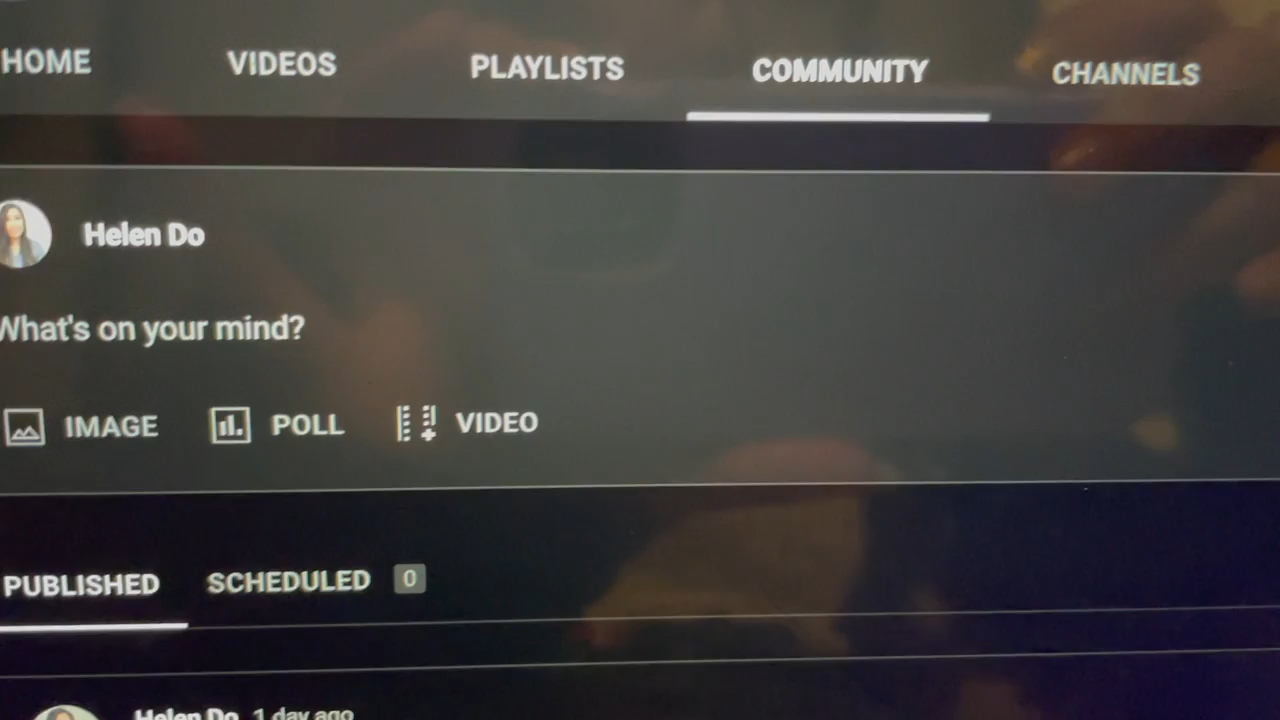 HOME VIDEOS PLAYLISTS COMMUNITY CHANNELS
Helen Do
What's on your mind?
IMAGE POLL VIDEO
PUBLISHED SCHEDULED 0
Helen Do 1 day ago